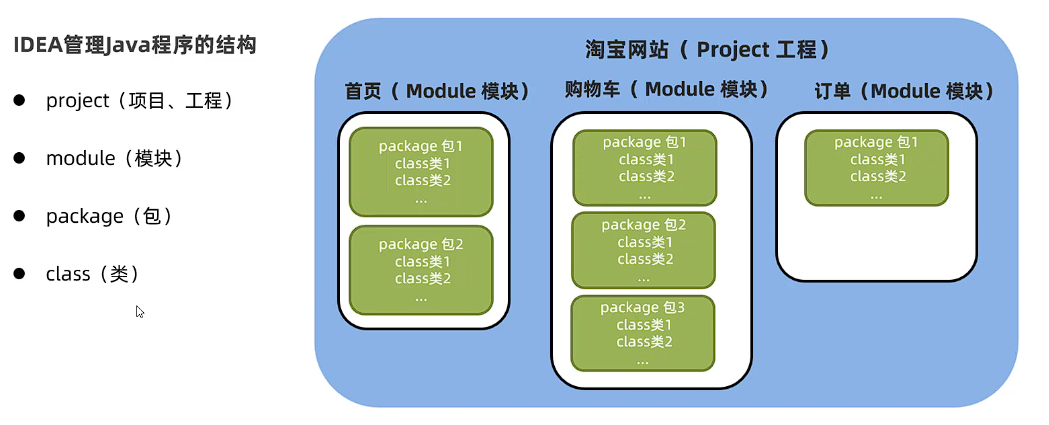 IDEA管理Java程序的结构
project（项目、工程）
module（模块）
package（包）
class（类）
淘宝网站（ Project 工程）
首页（ Module 模块）
package 包1
class类1
class类2
...
package 包2
class类1
class类2
...
购物车（ Module 模块）
package 包1
class类1
class类2
...
package 包2
class类1
class类2
...
package 包3
class类1
class类2
...
订单（Module 模块）
package 包1
class类1
class类2
...